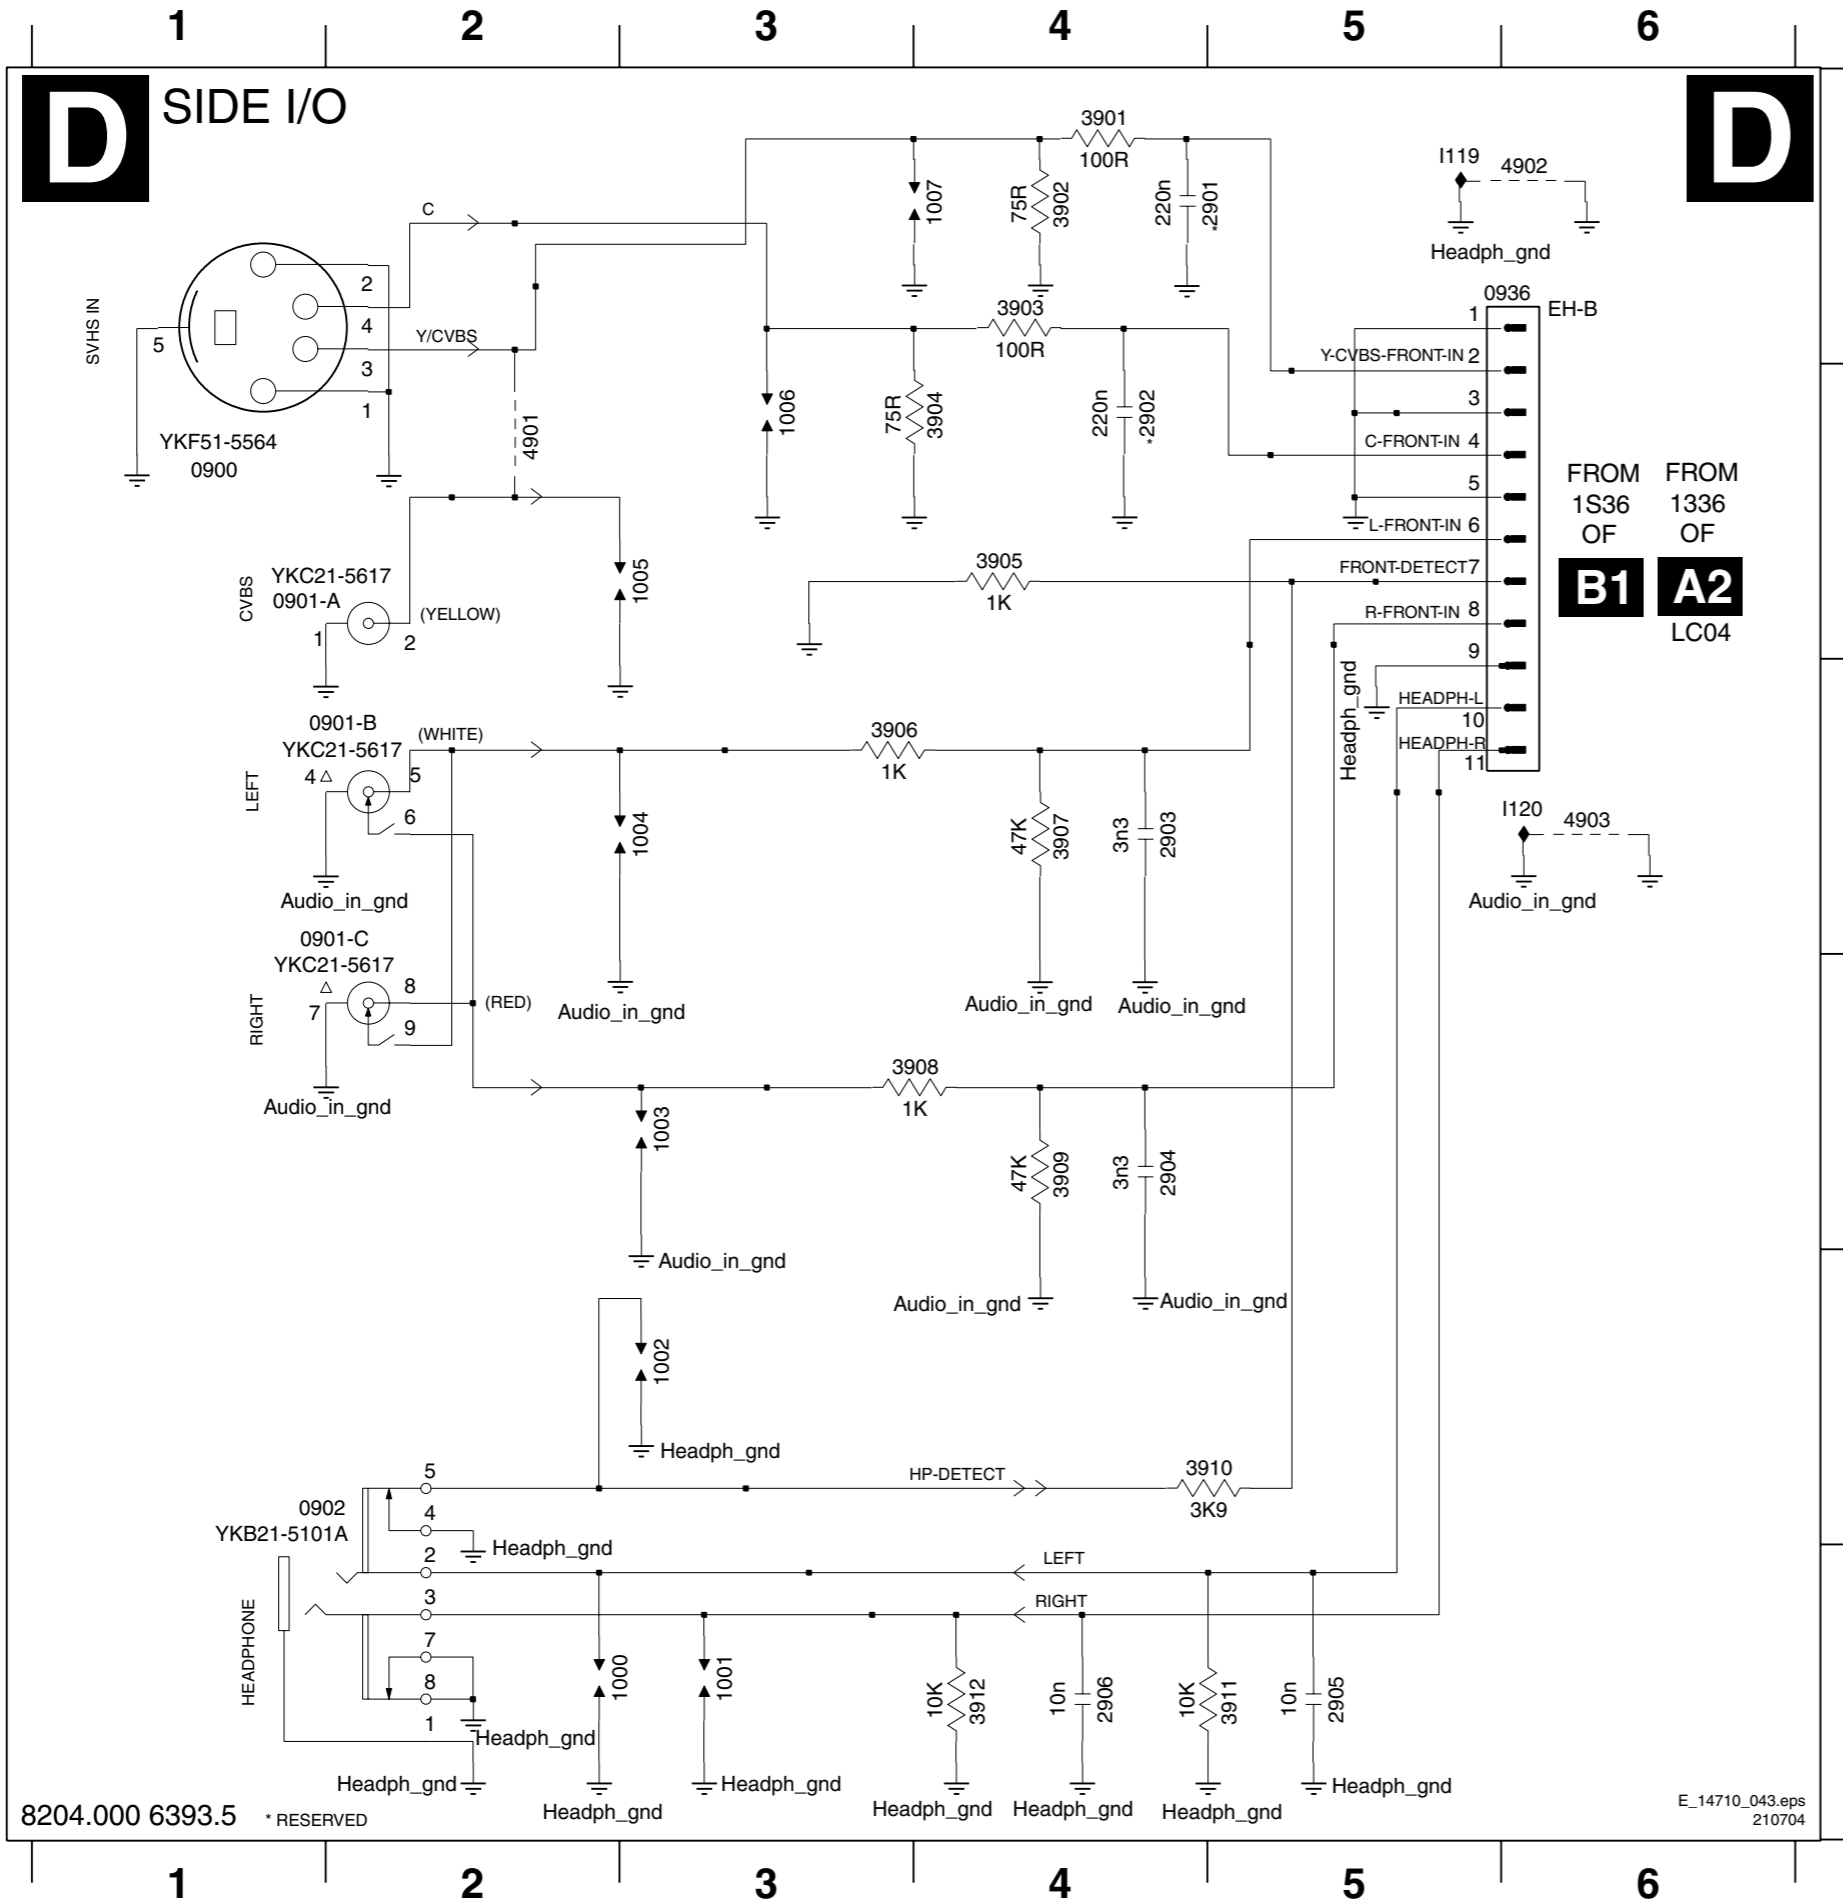 1 2 3 4 5 6
D SIDE I/O D
3901
100R
1007
75R
3902
220n
*2901
I119 4902
Headph_gnd
C
2
4
3
1
5
SVHS IN
Y/CVBS
YKF51-5564
0900
4901
3903
100R
1006
75R
3904
220n
*2902
0936
EH-B
1
Y-CVBS-FRONT-IN 2
3
C-FRONT-IN 4
5
L-FRONT-IN 6
FRONT-DETECT 7
R-FRONT-IN 8
9
HEADPH-L
10
HEADPH-R
11
Headph_gnd
FROM FROM
1S36 1336
OF OF
B1 A2
LC04
CVBS
YKC21-5617
0901-A
(YELLOW)
1 2
1005
3905
1K
0901-B
YKC21-5617
(WHITE)
LEFT
4 5
6
Audio_in_gnd
1004
3906
1K
47K
3907
3n3
2903
I120 4903
Audio_in_gnd
0901-C
YKC21-5617
RIGHT
7 8
9
(RED)
Audio_in_gnd
Audio_in_gnd
Audio_in_gnd
Audio_in_gnd
3908
1K
1003
47K
3909
3n3
2904
Audio_in_gnd
Audio_in_gnd
Audio_in_gnd
1002
Headph_gnd
HP-DETECT
3910
3K9
0902
YKB21-5101A
HEADPHONE
5
4
2
3
7
8
1
Headph_gnd
LEFT
RIGHT
1000
1001
10K
3912
10n
2906
10K
3911
10n
2905
Headph_gnd
Headph_gnd
Headph_gnd
Headph_gnd
Headph_gnd
Headph_gnd
Headph_gnd
Headph_gnd
8204.000 6393.5 * RESERVED
E_14710_043.eps
210704
1 2 3 4 5 6